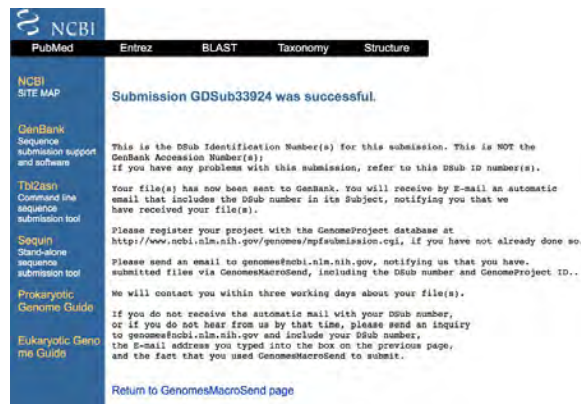 NCBI
PubMed Entrez BLAST Taxonomy Structure
NCBI
SITE MAP
GenBank
Sequence
submission support
and software
Tbl2asn
Command line
sequence
submission tool
Sequin
Stand-alone
sequence
submission tool
Prokaryotic
Genome Guide
Eukaryotic Geno
me Guide
Submission GDSub33924 was successful.
This is the DSub Identification Number(s) for this submission. This is NOT the
GenBank Accession Number(s);
If you have any problems with this submission, refer to this DSub ID number(s).
Your file(s) has now been sent to GenBank. You will receive by E-mail an automatic
email that includes the DSub number in its Subject, notifying you that we
have received your file(s).
Please register your project with the GenomeProject database at
http://www.ncbi.nlm.nih.gov/genomes/mpfsubmission.cgi, if you have not already done so.
Please send an email to genomes@ncbi.nlm.nih.gov, notifying us that you have.
submitted files via GenomesMacroSend, including the DSub number and GenomeProject ID..
We will contact you within three working days about your file(s).
If you do not receive the automatic mail with your DSub number,
or if you do not hear from us by that time, please send an inquiry
to genomes@ncbi.nlm.nih.gov and include your DSub number,
the E-mail address you typed into the box on the previous page,
and the fact that you used GenomesMacroSend to submit.
Return to GenomesMacroSend page